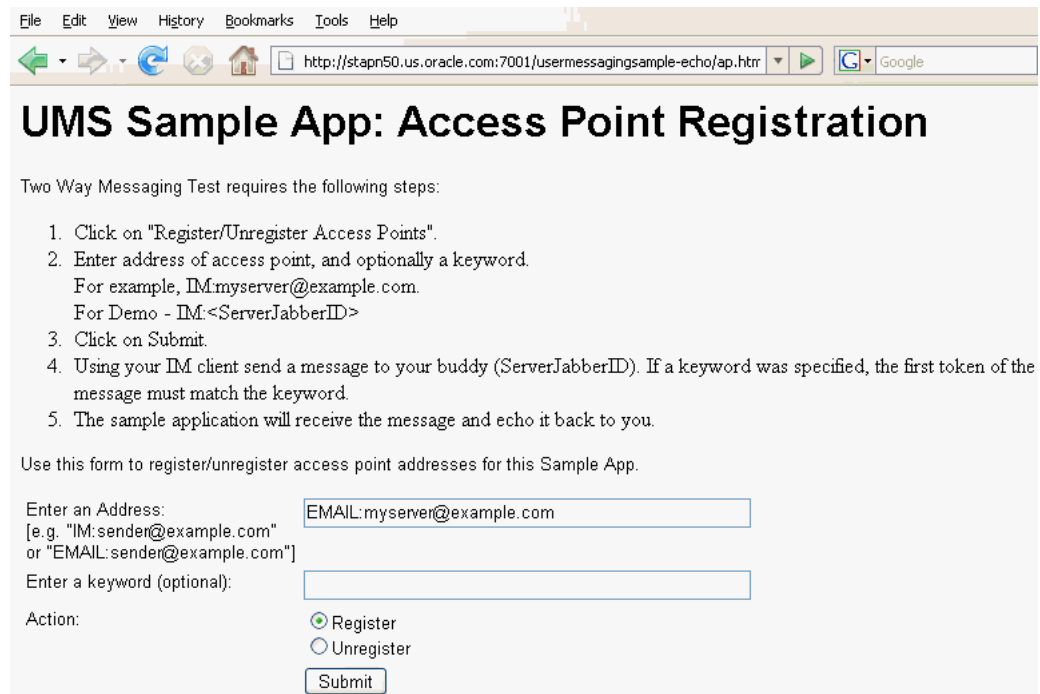 File Edit View History Bookmarks Tools Help
http://stapn50.us.oracle.com:7001/usermessagingsample-echo/ap.htm
G Google
UMS Sample App: Access Point Registration
Two Way Messaging Test requires the following steps:
1. Click on "Register/Unregister Access Points".
2. Enter address of access point, and optionally a keyword.
For example, IM:myserver@example.com.
For Demo - IM:<ServerJabberID>
3. Click on Submit.
4. Using your IM client send a message to your buddy (ServerJabberID). If a keyword was specified, the first token of the
message must match the keyword.
5. The sample application will receive the message and echo it back to you.
Use this form to register/unregister access point addresses for this Sample App.
Enter an Address:
EMAIL:myserver@example.com
[e.g. "IM:sender@example.com"
or "EMAIL:sender@example.com"]
Enter a keyword (optional):
Action:
Register
Unregister
Submit